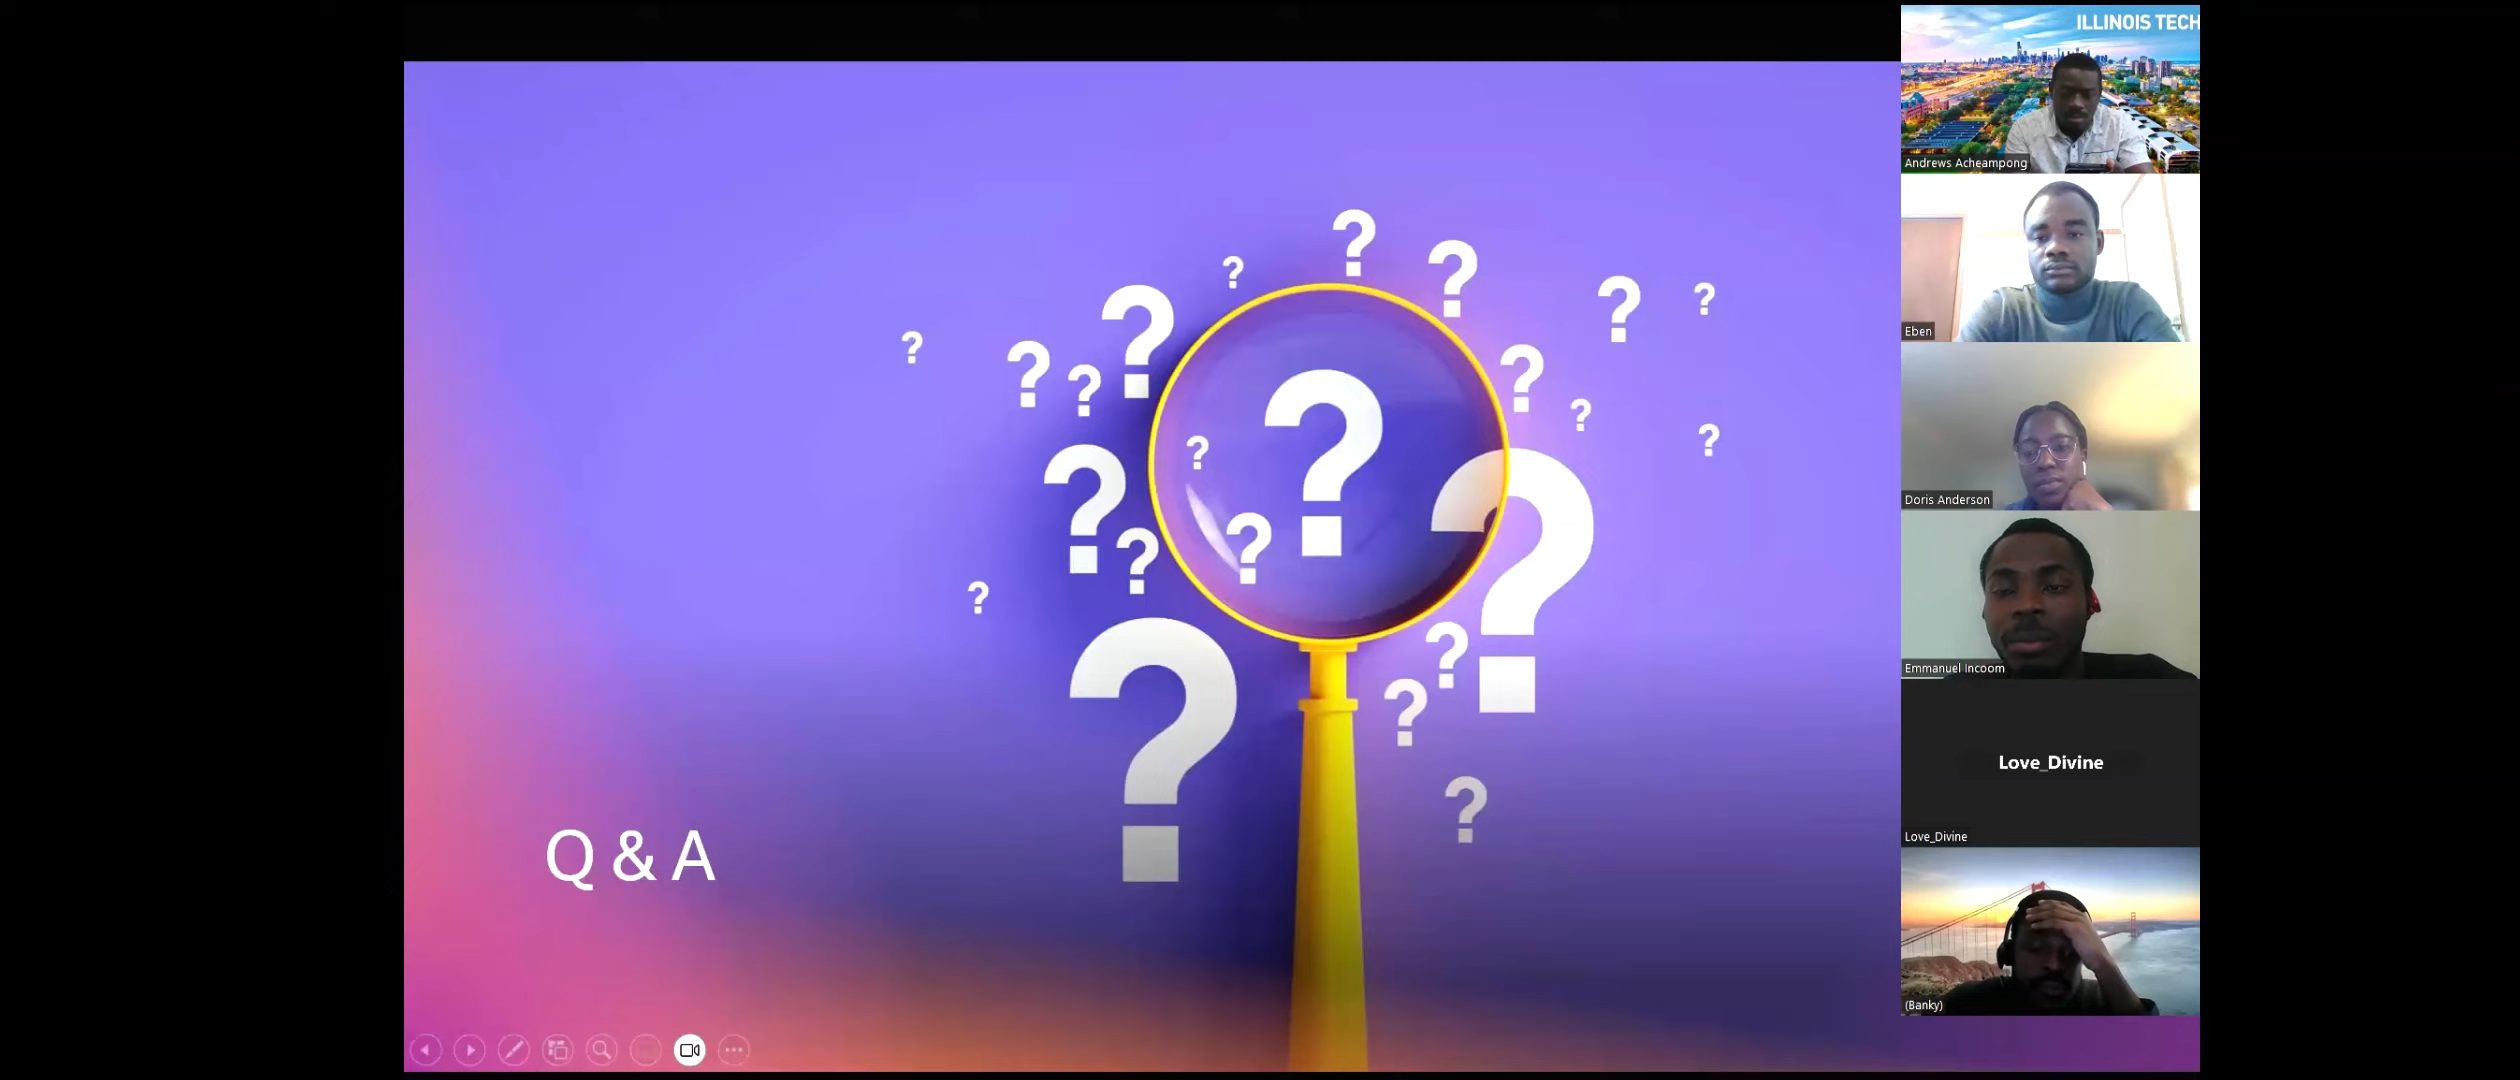 Q & A
ILLINOIS TECH
Andrews Acheampong
Eben
Doris Anderson
Emmanuel Incoom
Love_Divine
Love_Divine
(Banky)